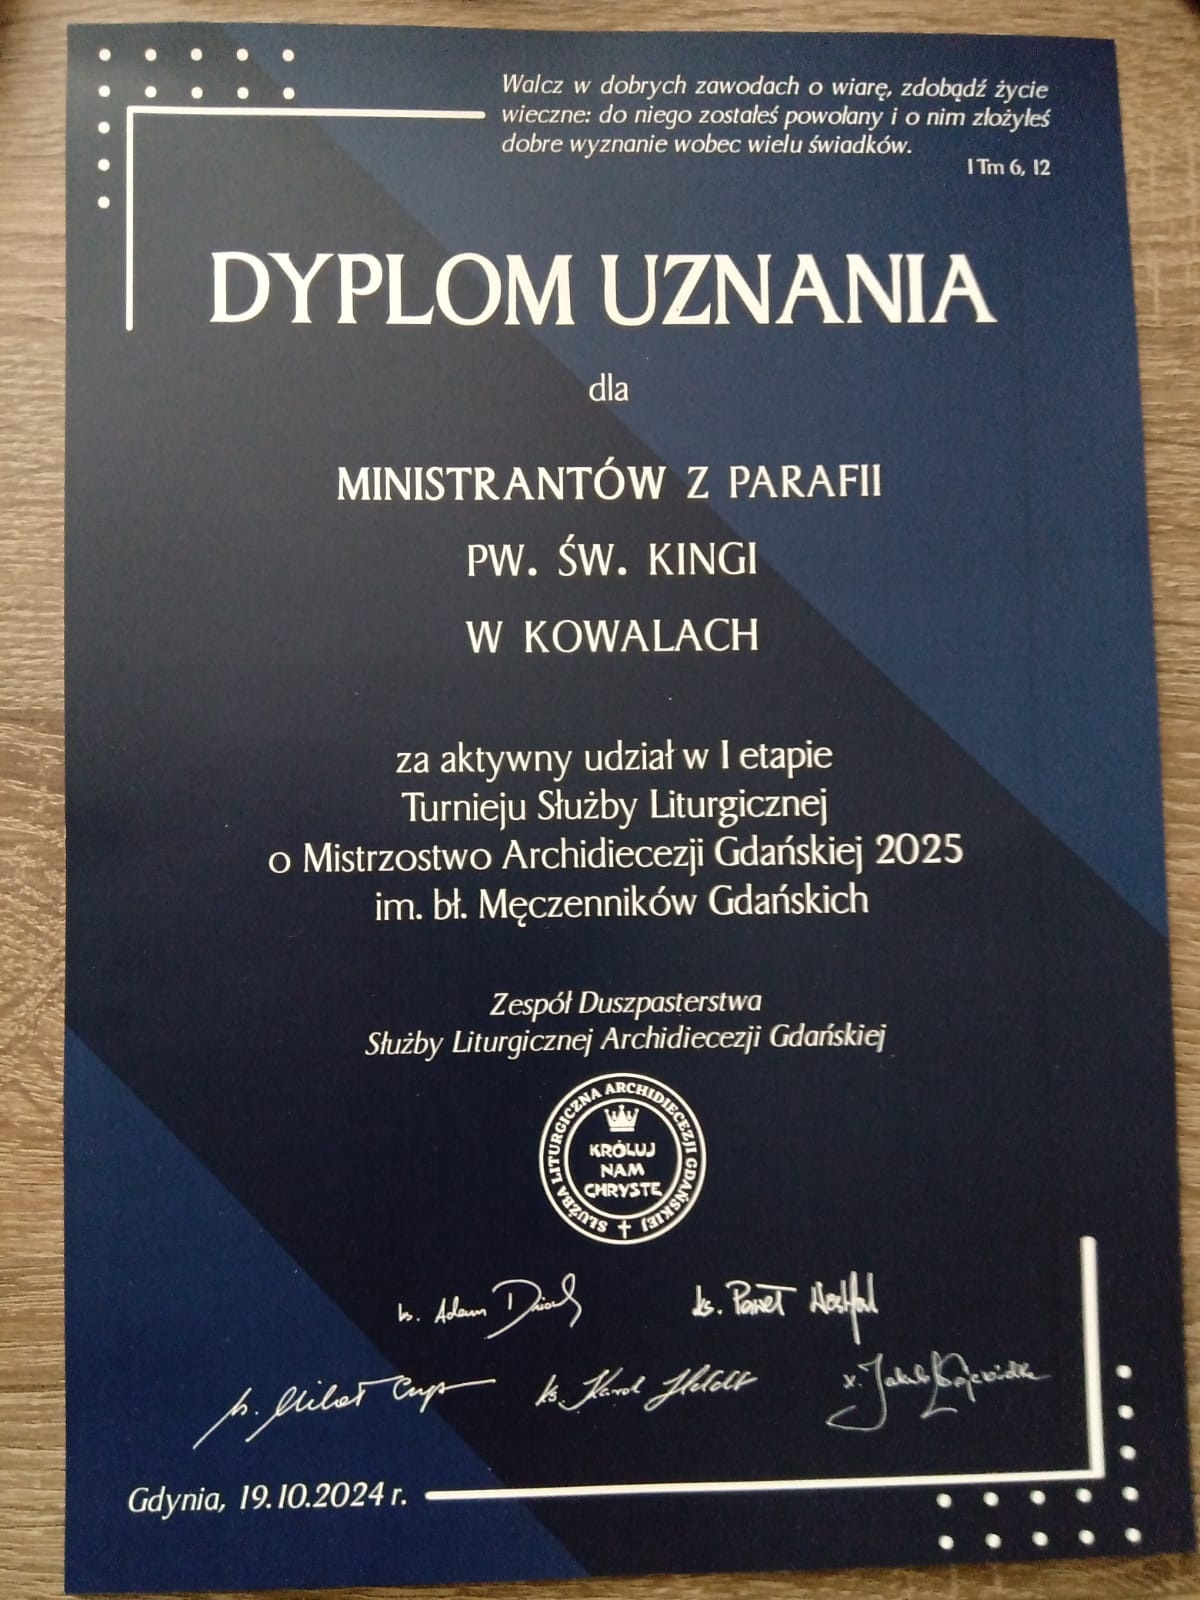 Walcz w dobrych zawodach o wiarę, zdobądź życie
wieczne: do niego zostałeś powołany i o nim złożyłeś
dobre wyznanie wobec wielu świadków.
1 Tm 6, 12
DYPLOM UZNANIA
dla
MINISTRANTÓW Z PARAFII
PW. ŚW. KINGI
W KOWALACH
za aktywny udział w I etapie
Turnieju Służby Liturgicznej
o Mistrzostwo Archidiecezji Gdańskiej 2025
im. bł. Męczenników Gdańskich
Zespół Duszpasterstwa
Służby Liturgicznej Archidiecezji Gdańskiej
SŁUŻBA LITURGICZNA ARCHIDIECEZJI GDAŃSKIEJ
KRÓLUJ
NAM
CHRYSTE
ks. Adam
ks. Paweł
ks. Karol
x. Jakub
Gdynia, 19.10.2024 r.